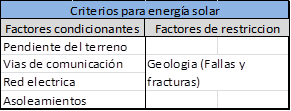 Criterios para energía solar
Factores condicionantes Factores de restriccion
Pendiente del terreno
Vias de comunicación
Red electrica
Asoleamientos
Geologia (Fallas y
fracturas)